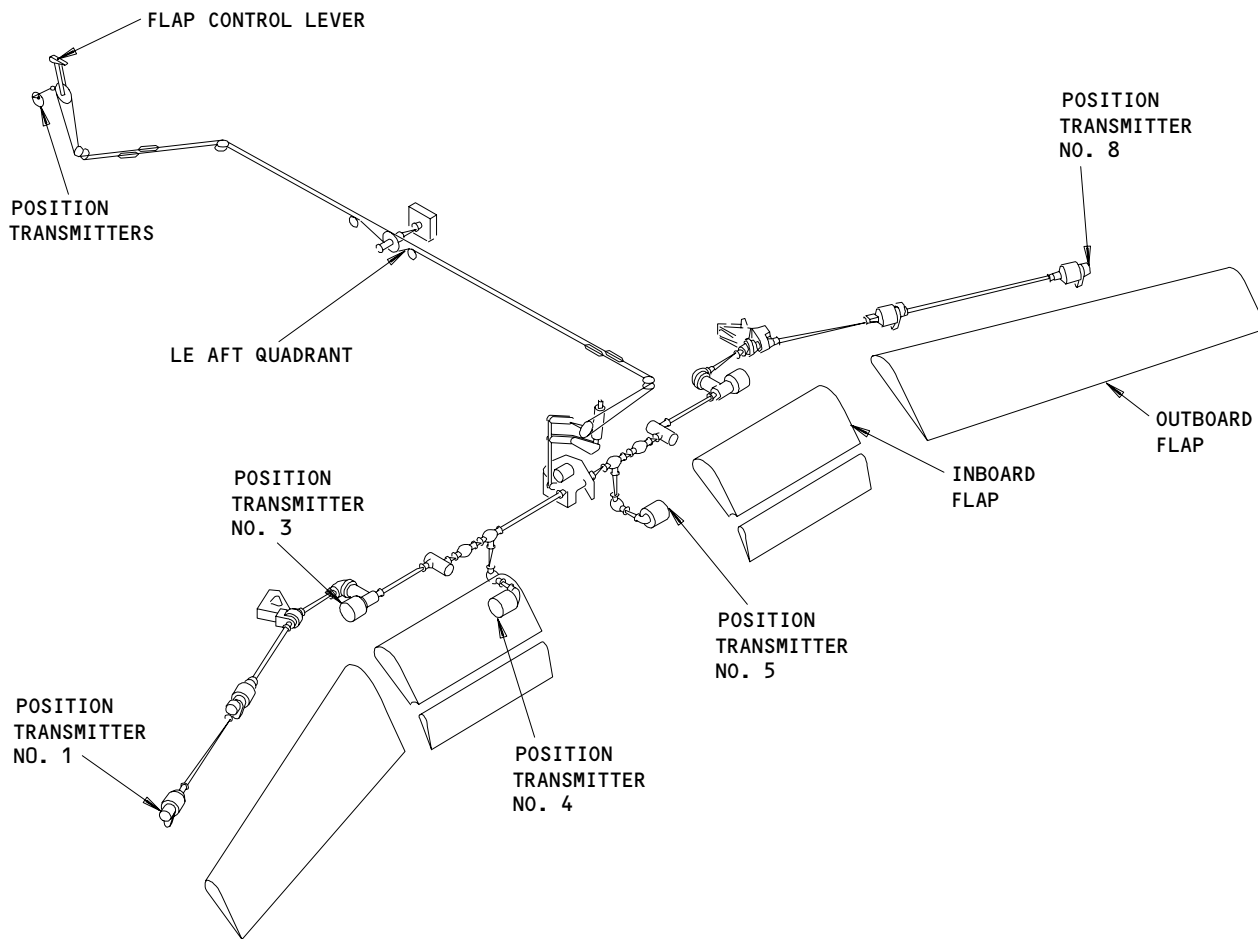 FLAP CONTROL LEVER
POSITION
TRANSMITTER
NO. 8
POSITION
TRANSMITTERS
LE AFT QUADRANT
OUTBOARD
FLAP
INBOARD
FLAP
POSITION
TRANSMITTER
NO. 3
POSITION
TRANSMITTER
NO. 5
POSITION
TRANSMITTER
NO. 1
POSITION
TRANSMITTER
NO. 4